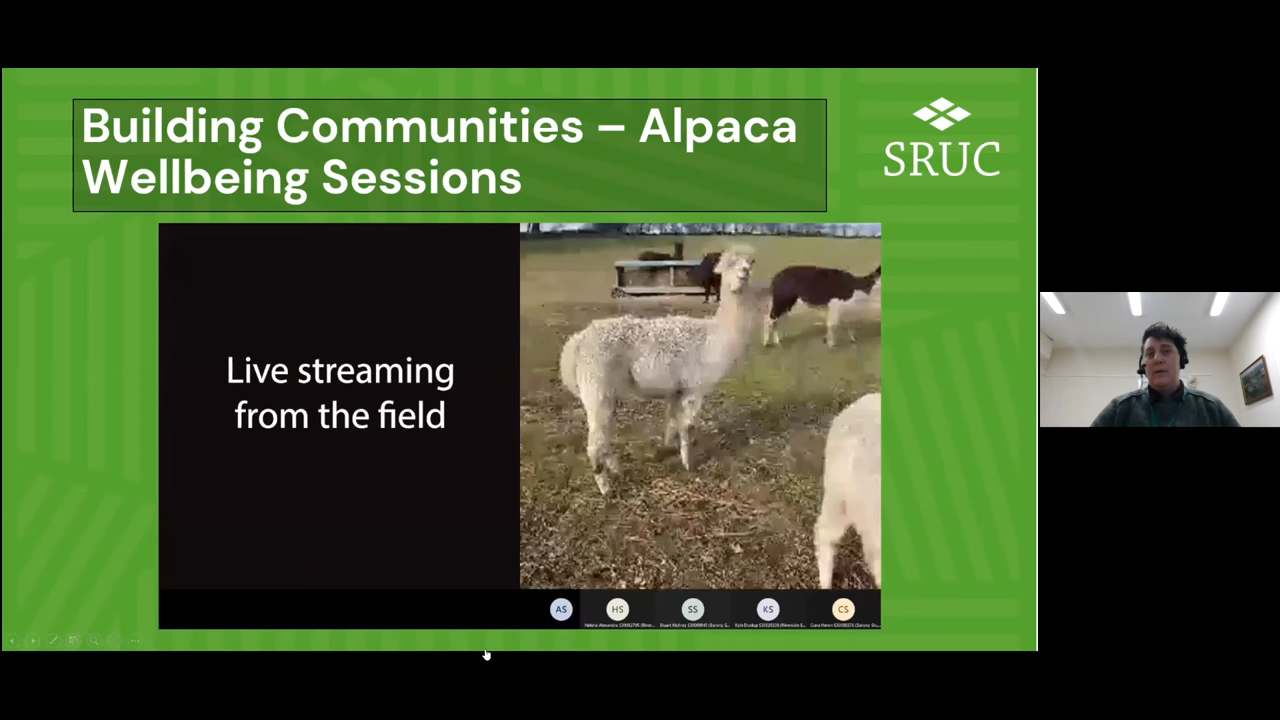 Building Communities – Alpaca
Wellbeing Sessions
SRUC
Live streaming
from the field
AS
HS
SS
KS
CS